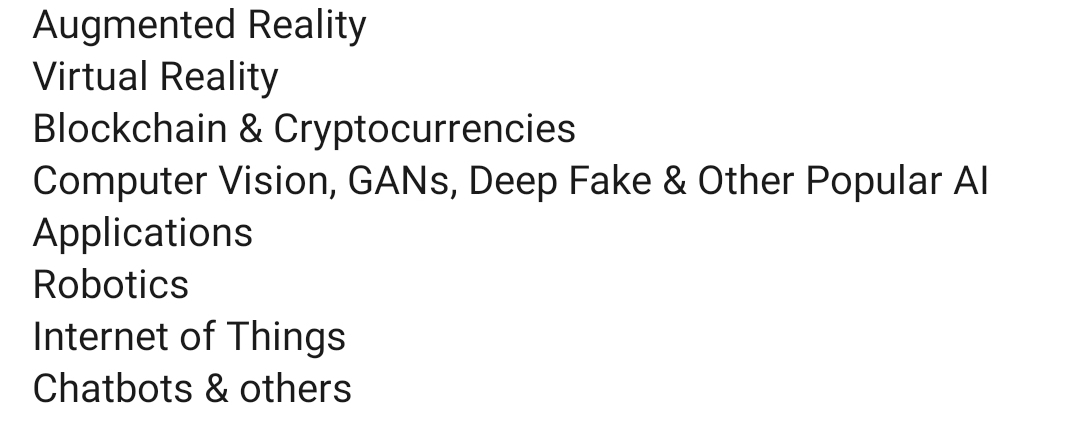 Augmented Reality
Virtual Reality
Blockchain & Cryptocurrencies
Computer Vision, GANs, Deep Fake & Other Popular AI
Applications
Robotics
Internet of Things
Chatbots & others